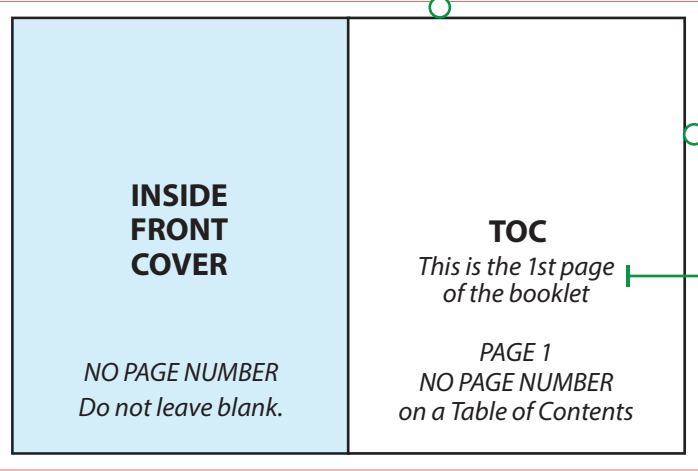 INSIDE
FRONT
COVER
NO PAGE NUMBER
Do not leave blank.
TOC
This is the 1st page
of the booklet
PAGE 1
NO PAGE NUMBER
on a Table of Contents